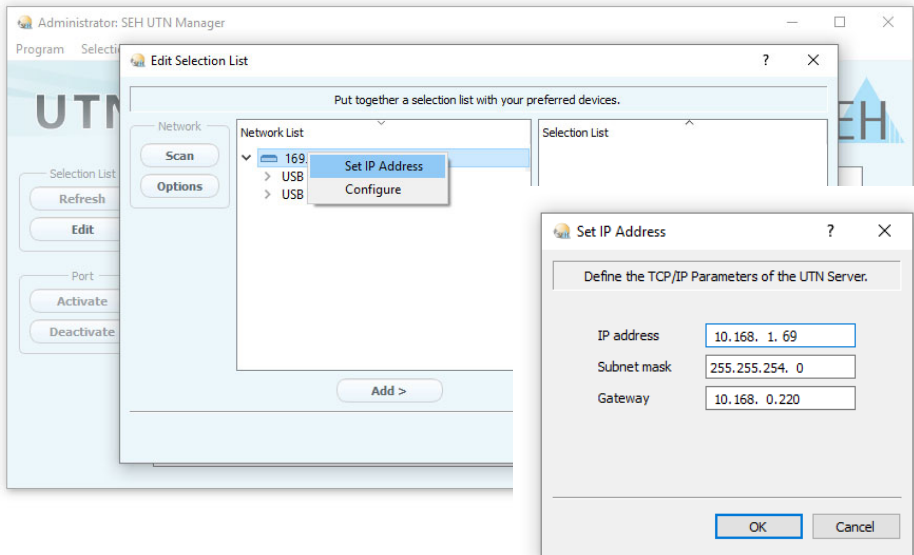 Administrator: SEH UTN Manager
Program
UTN
SEH
Selection List
Refresh
Edit
Port
Activate
Deactivate
Edit Selection List
?
Put together a selection list with your preferred devices.
Network
Scan
Options
Network List
169.
USB
USB
Set IP Address
Configure
Selection List
Add >
Set IP Address
?
Define the TCP/IP Parameters of the UTN Server.
IP address 10.168. 1. 69
Subnet mask 255.255.254. 0
Gateway 10.168. 0.220
OK Cancel